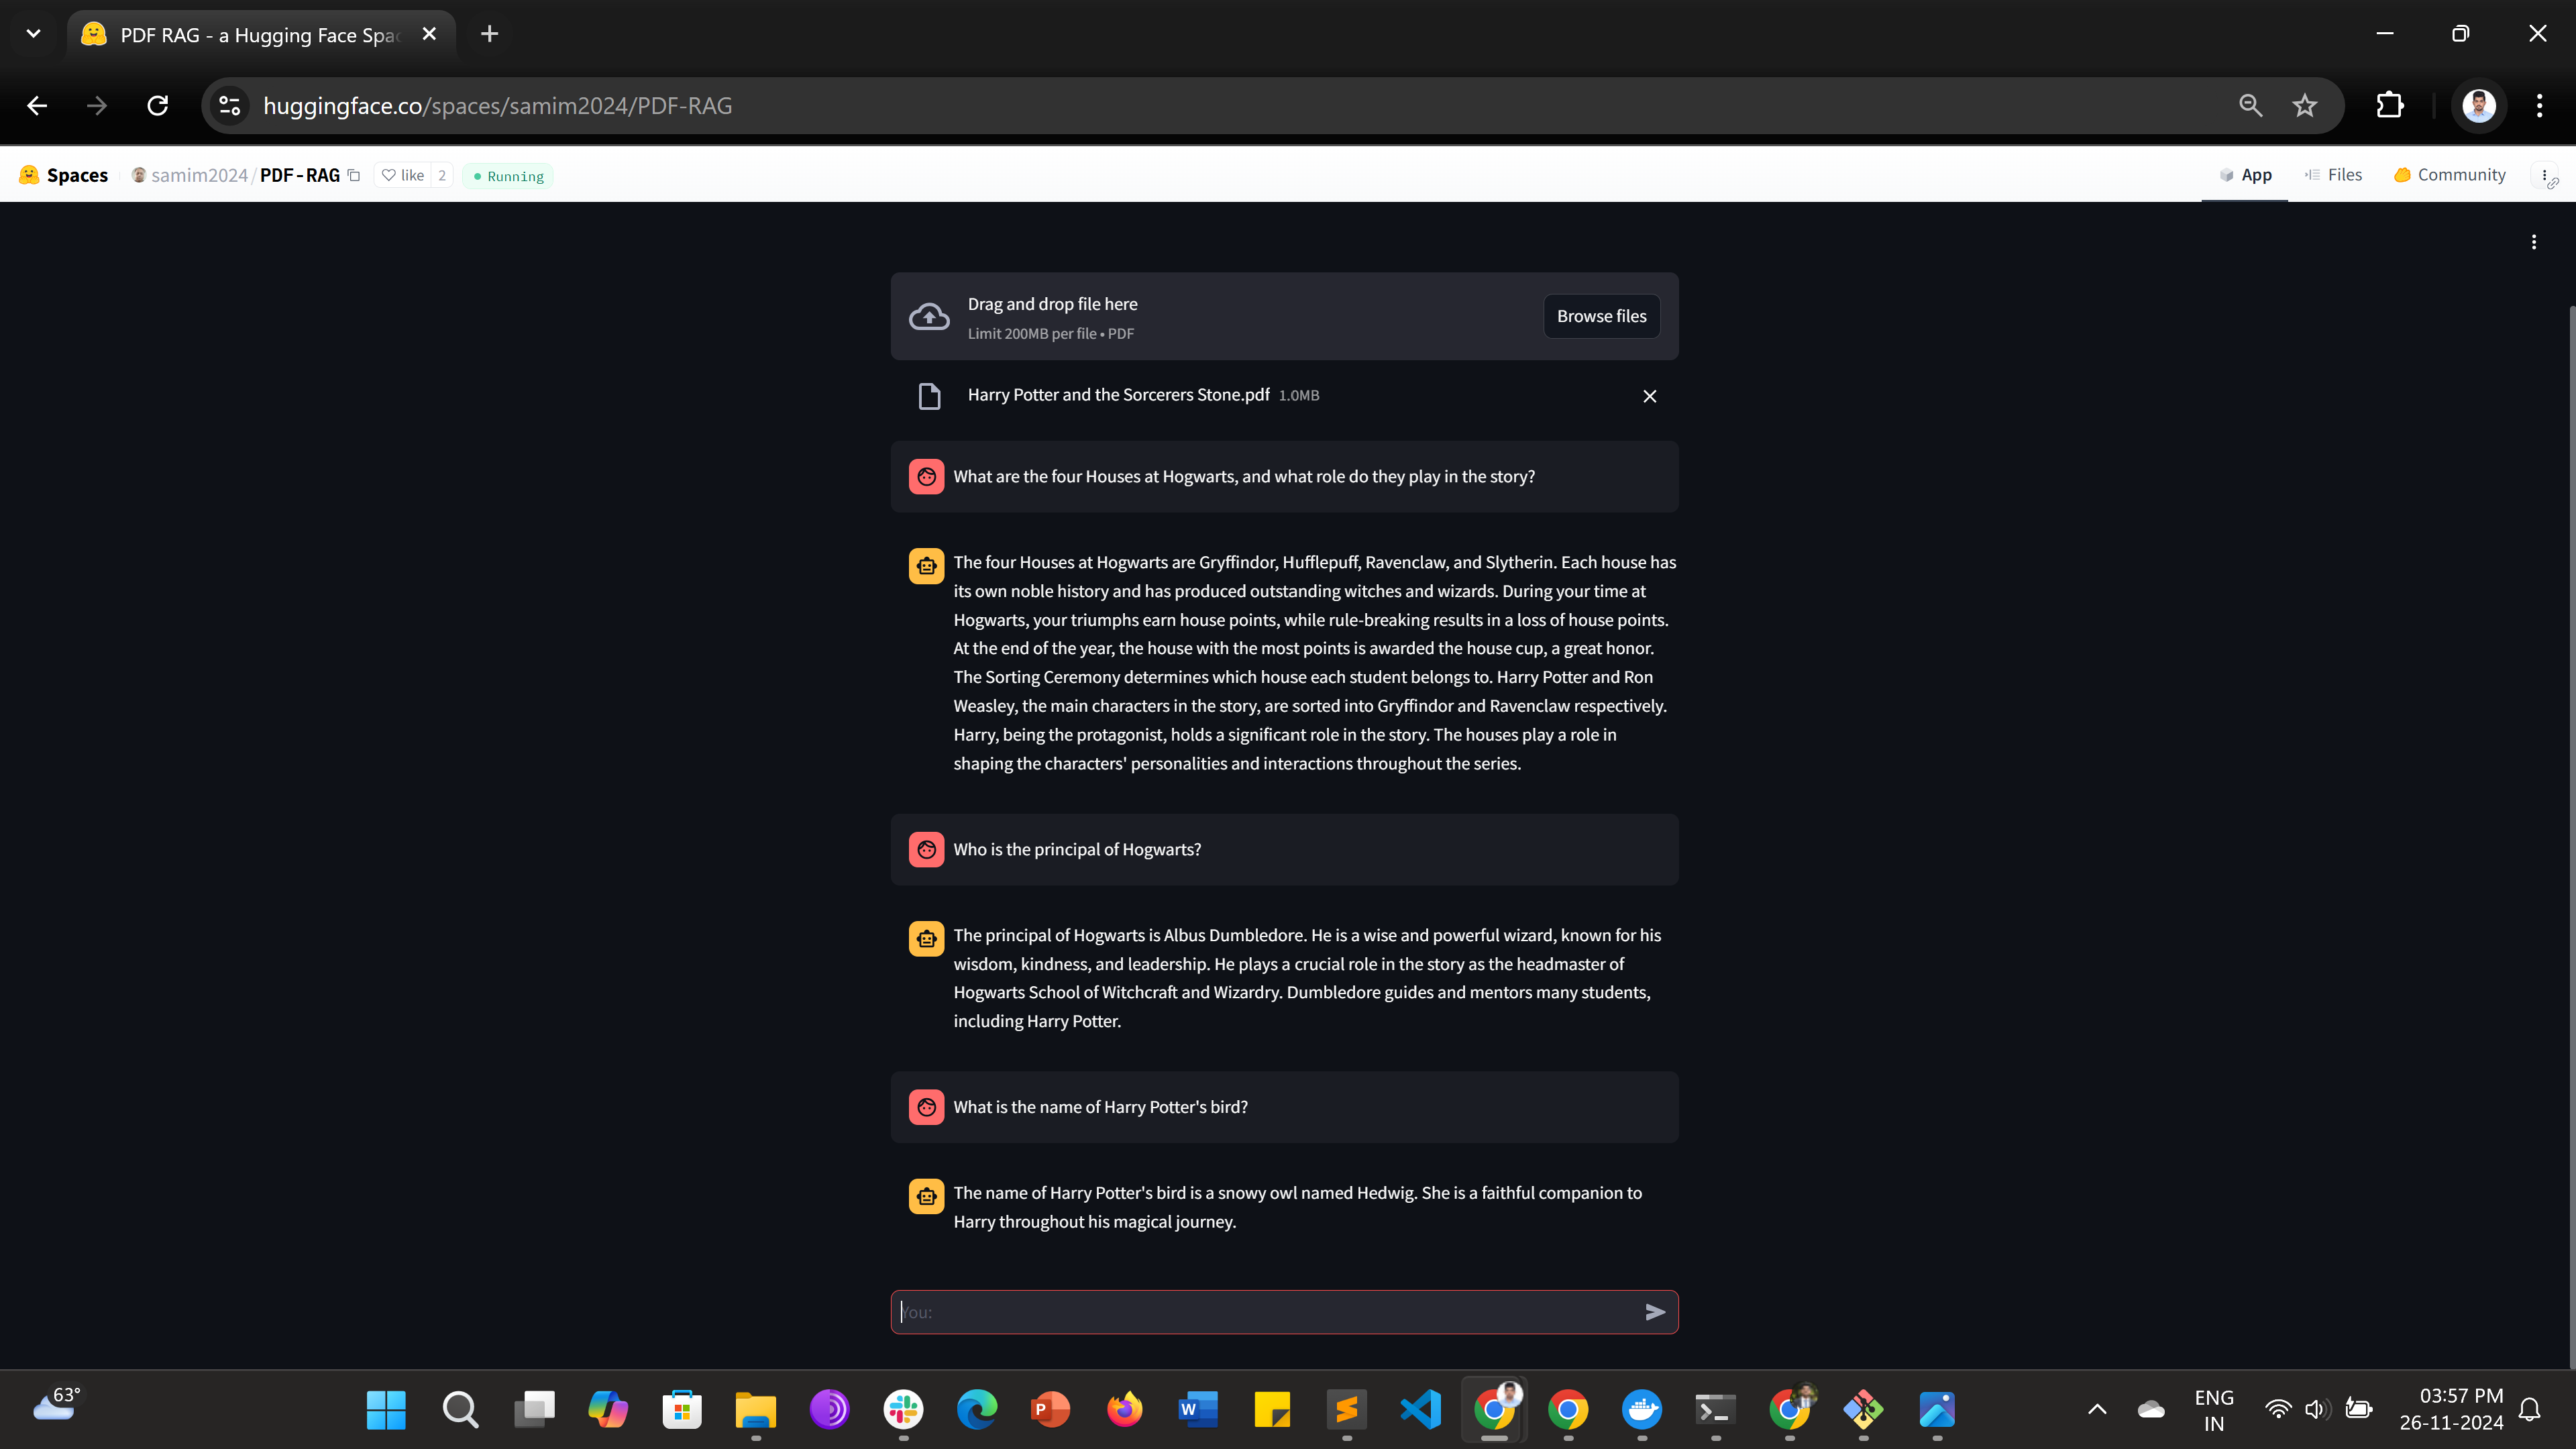 PDF RAG - a Hugging Face Spac
huggingface.co/spaces/samim2024/PDF-RAG
Spaces samim2024/PDF-RAG like 2 Running App Files Community
Drag and drop file here
Limit 200MB per file • PDF
Browse files
Harry Potter and the Sorcerers Stone.pdf 1.0MB
What are the four Houses at Hogwarts, and what role do they play in the story?
The four Houses at Hogwarts are Gryffindor, Hufflepuff, Ravenclaw, and Slytherin. Each house has
its own noble history and has produced outstanding witches and wizards. During your time at
Hogwarts, your triumphs earn house points, while rule-breaking results in a loss of house points.
At the end of the year, the house with the most points is awarded the house cup, a great honor.
The Sorting Ceremony determines which house each student belongs to. Harry Potter and Ron
Weasley, the main characters in the story, are sorted into Gryffindor and Ravenclaw respectively.
Harry, being the protagonist, holds a significant role in the story. The houses play a role in
shaping the characters' personalities and interactions throughout the series.
Who is the principal of Hogwarts?
The principal of Hogwarts is Albus Dumbledore. He is a wise and powerful wizard, known for his
wisdom, kindness, and leadership. He plays a crucial role in the story as the headmaster of
Hogwarts School of Witchcraft and Wizardry. Dumbledore guides and mentors many students,
including Harry Potter.
What is the name of Harry Potter's bird?
The name of Harry Potter's bird is a snowy owl named Hedwig. She is a faithful companion to
Harry throughout his magical journey.
You:
63°
P
W
ENG
IN
03:57 PM
26-11-2024